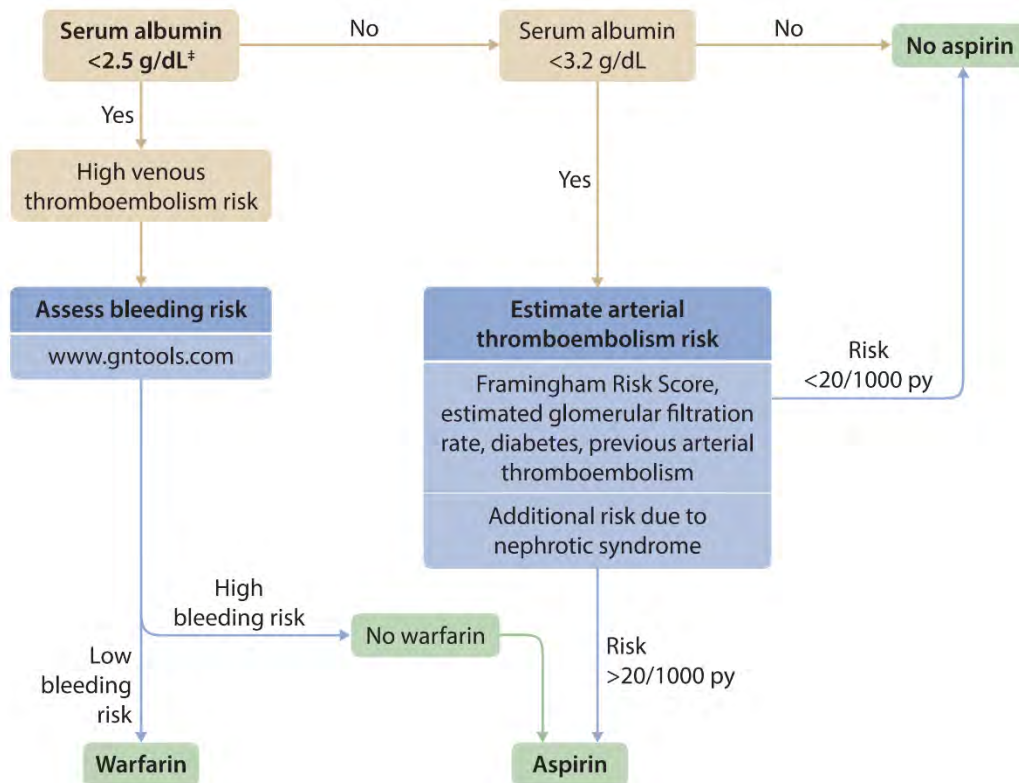 Serum albumin
<2.5 g/dL‡
No
Serum albumin
<3.2 g/dL
No
No aspirin
Yes
High venous
thromboembolism risk
Yes
Assess bleeding risk
www.gntools.com
Estimate arterial
thromboembolism risk
Framingham Risk Score,
estimated glomerular filtration
rate, diabetes, previous arterial
thromboembolism
Additional risk due to
nephrotic syndrome
Risk
<20/1000 py
High
bleeding risk
No warfarin
Low
bleeding
risk
Risk
>20/1000 py
Warfarin
Aspirin